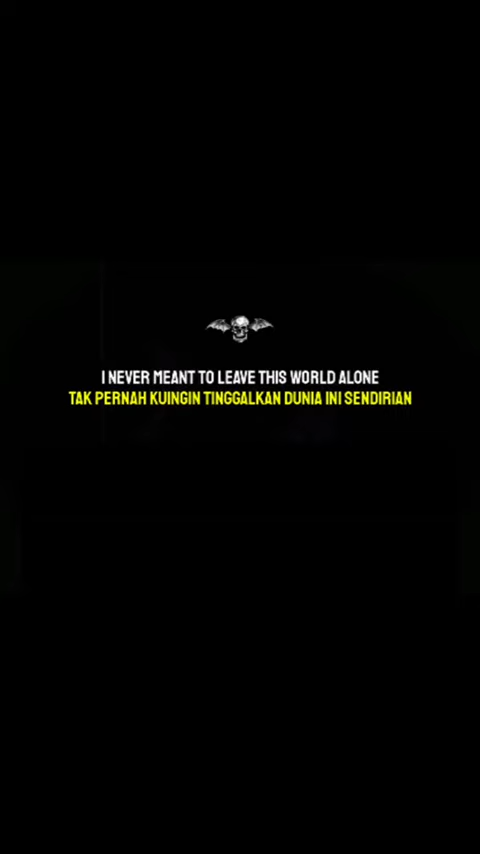 I NEVER MEANT TO LEAVE THIS WORLD ALONE
TAK PERNAH KUINGIN TINGGALKAN DUNIA INI SENDIRIAN